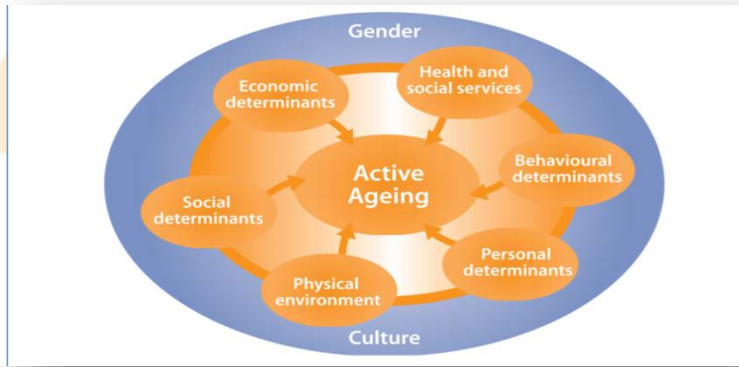 Gender
Economic
determinants
Health and
social services
Active
Ageing
Behavioural
determinants
Social
determinants
Personal
determinants
Physical
environment
Culture